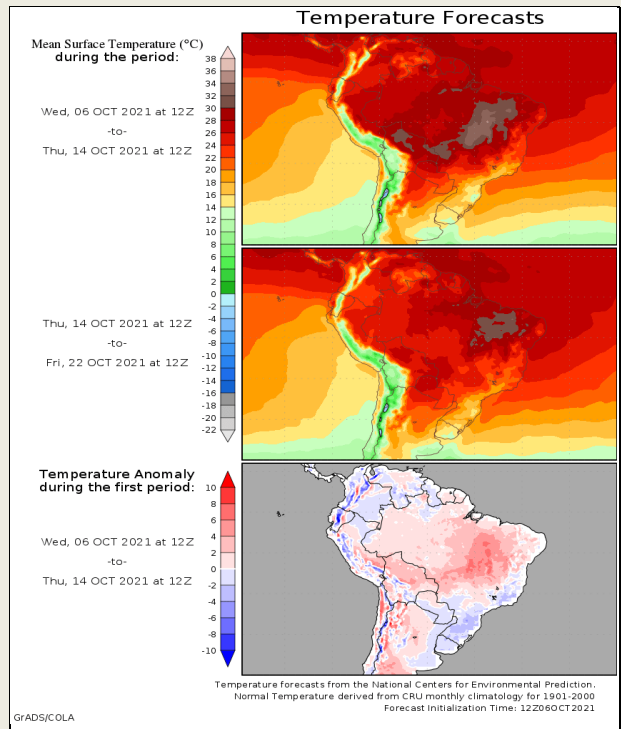 Temperature Forecasts
Mean Surface Temperature (°C)
during the period:
38
36
34
32
30
28
26
24
22
20
18
16
14
12
10
8
6
4
2
0
-2
-4
-6
-8
-10
-12
-14
-16
-18
-20
-22
Wed, 06 OCT 2021 at 12Z
-to-
Thu, 14 OCT 2021 at 12Z
Thu, 14 OCT 2021 at 12Z
-to-
Fri, 22 OCT 2021 at 12Z
Temperature Anomaly
during the first period:
10
8
6
4
2
0
-2
-4
-6
-8
-10
Wed, 06 OCT 2021 at 12Z
-to-
Thu, 14 OCT 2021 at 12Z
Temperature forecasts from the National Centers for Environmental Prediction.
Normal Temperature derived from CRU monthly climatology for 1901-2000
Forecast Initialization Time: 12Z06OCT2021
GrADS/COLA